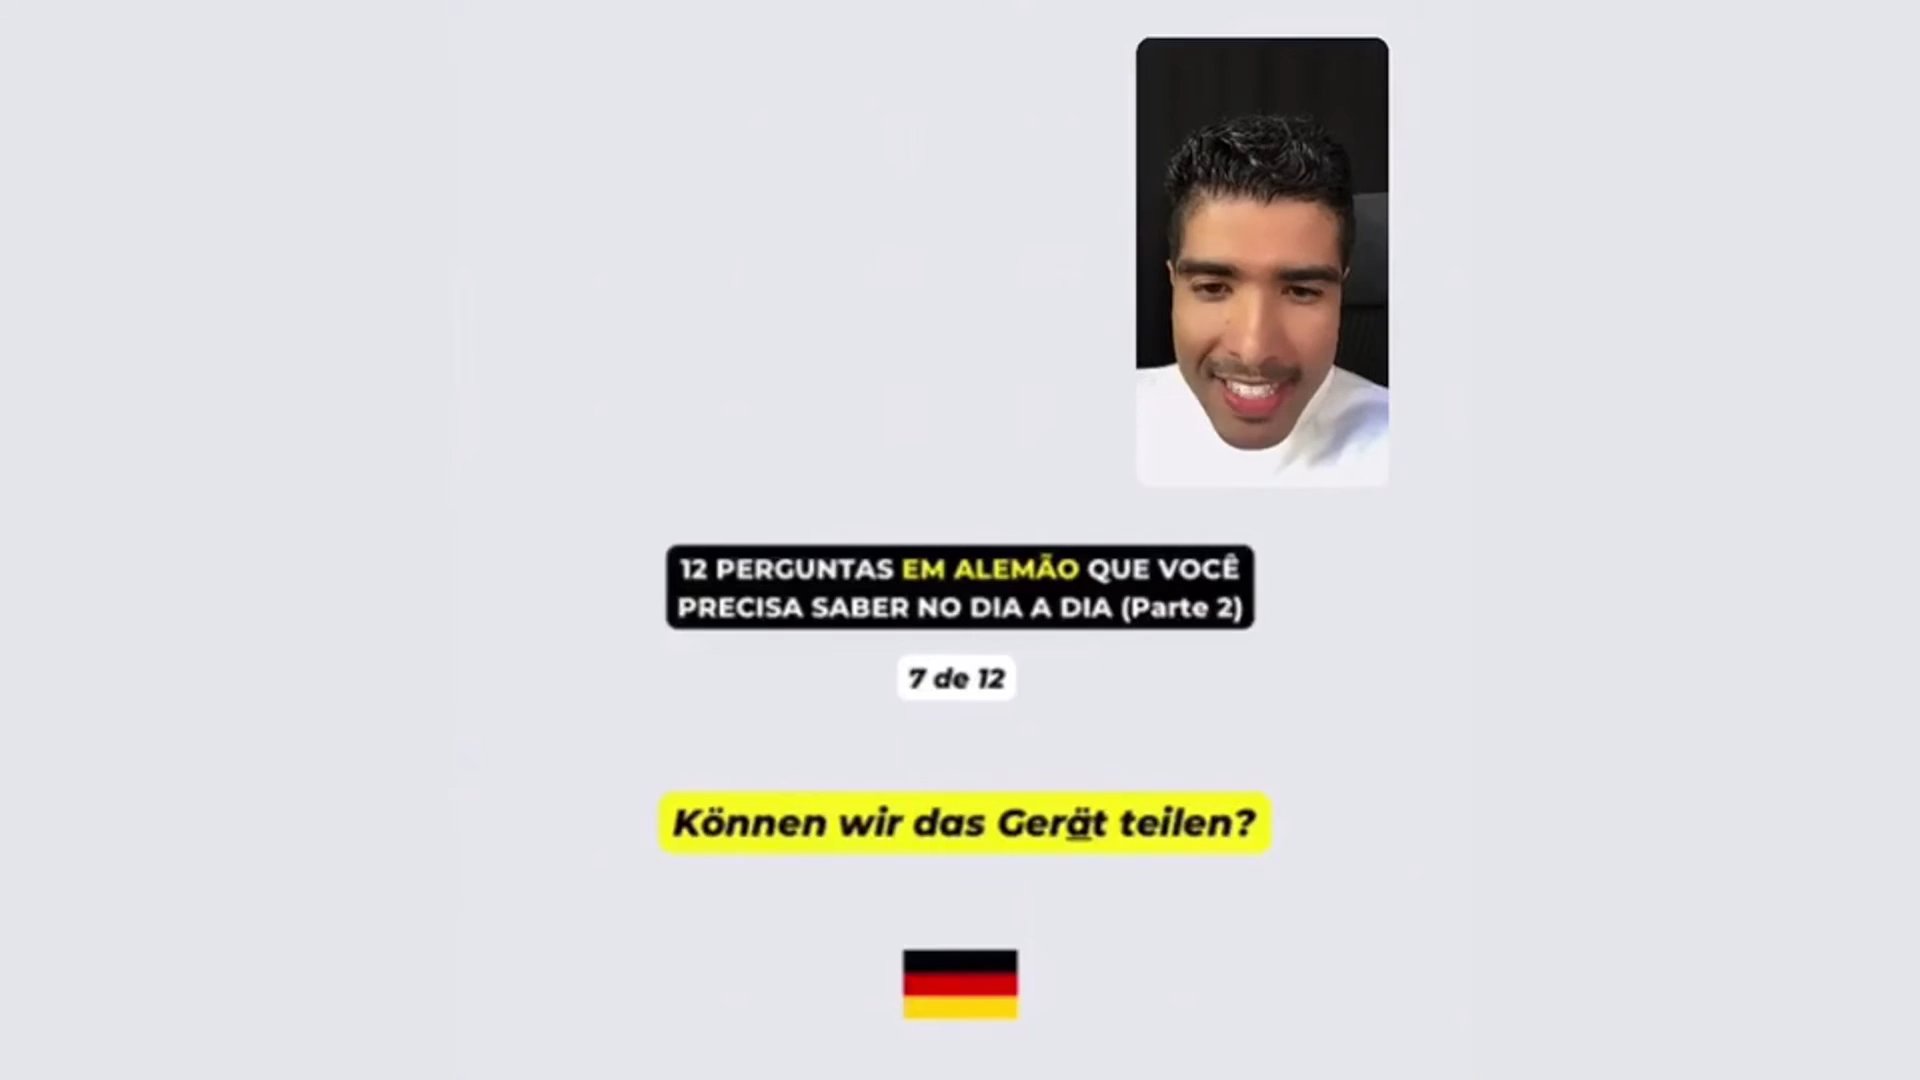 12 PERGUNTAS EM ALEMÃO QUE VOCÊ
PRECISA SABER NO DIA A DIA (Parte 2)
7 de 12
Können wir das Gerät teilen?